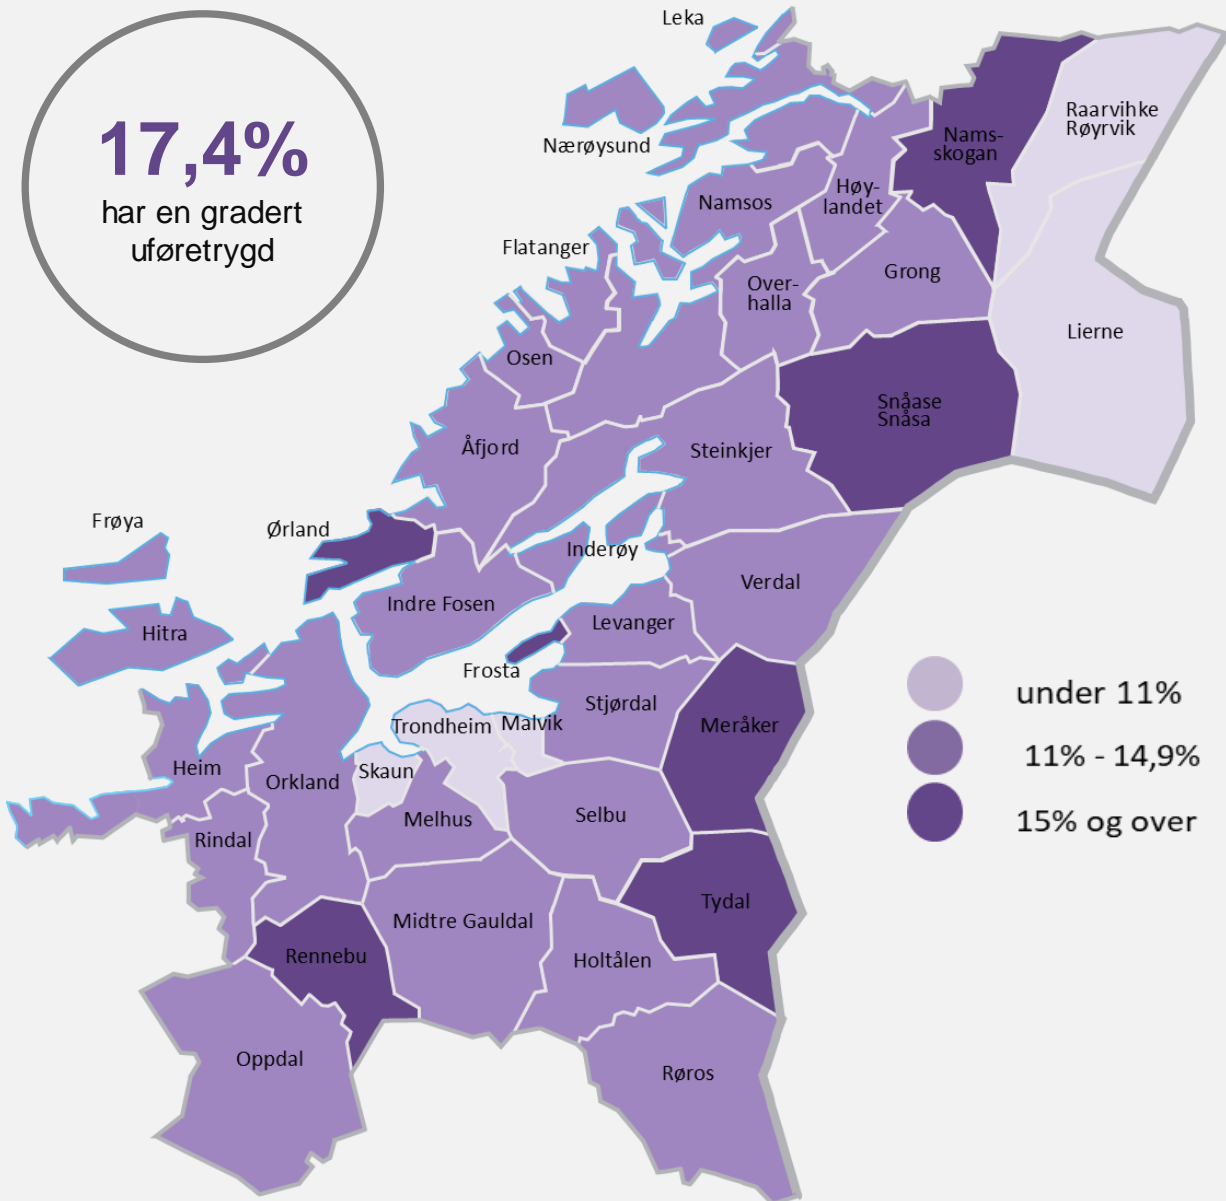 17,4%
har en gradert
uføretrygd
Leka
Nærøysund
Raarvihke
Røyrvik
Nams-
skogan
Høy-
landet
Namsos
Flatanger
Over-
halla
Grong
Lierne
Osen
Snåase
Snåsa
Åfjord
Steinkjer
Frøya
Ørland
Inderøy
Verdal
Indre Fosen
Levanger
Hitra
Frosta
Stjørdal
Meråker
Trondheim
Malvik
Skaun
Heim
Orkland
Melhus
Selbu
Rindal
Tydal
Midtre Gauldal
Rennebu
Holtålen
Oppdal
Røros
under 11%
11% - 14,9%
15% og over